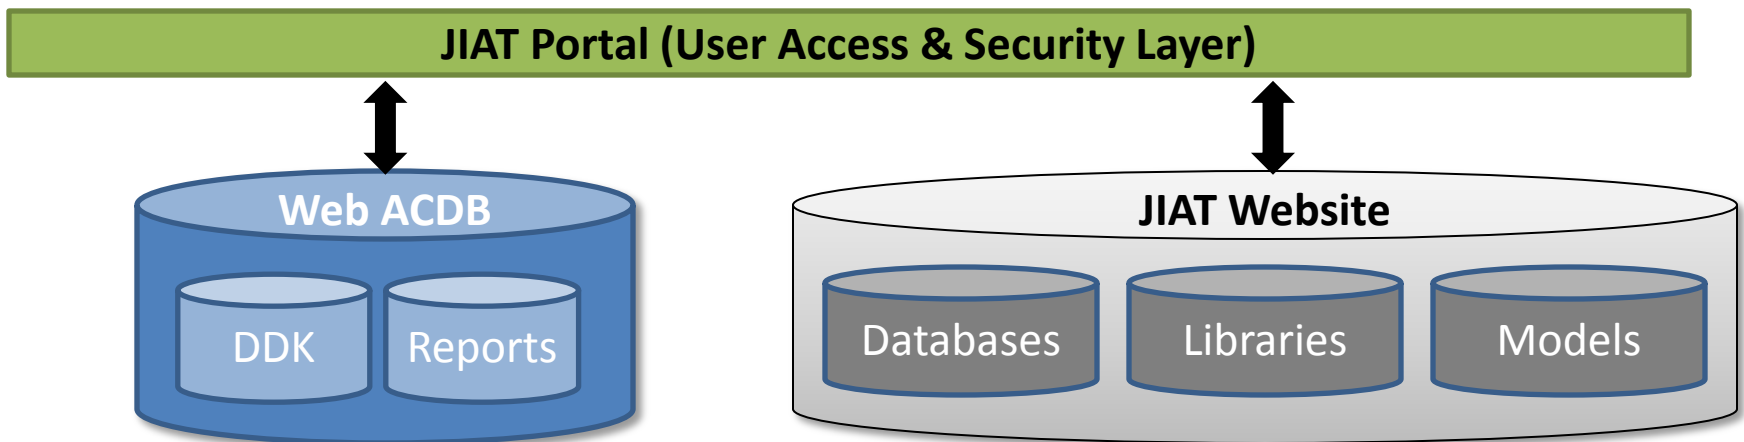 JIAT Portal (User Access & Security Layer)
Web ACDB
JIAT Website
DDK
Reports
Databases
Libraries
Models